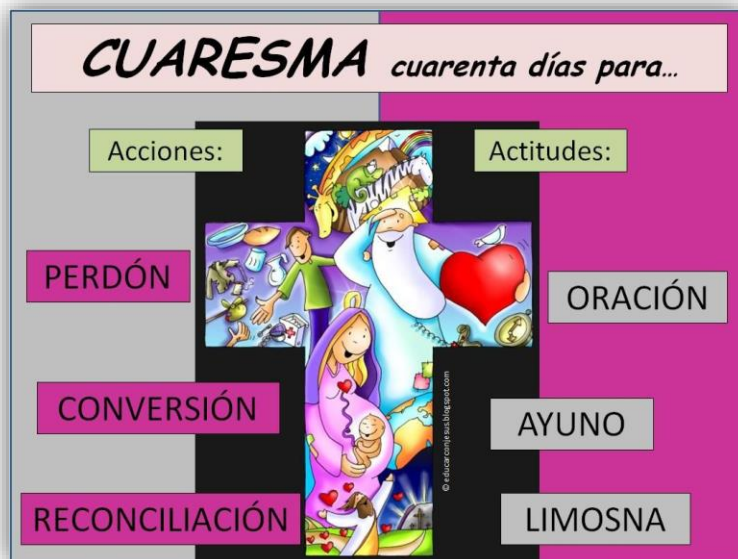 CUARESMA cuarenta días para...
Acciones:
PERDÓN
CONVERSIÓN
RECONCILIACIÓN
Actitudes:
ORACIÓN
AYUNO
LIMOSNA
© educarconjesus.blogspot.com